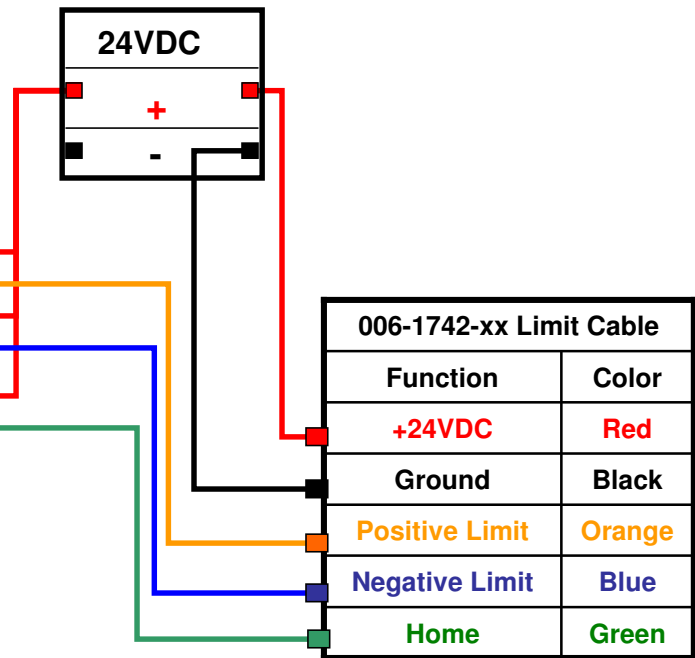 24VDC
+
-
006-1742-xx Limit Cable
Function Color
+24VDC Red
Ground Black
Positive Limit Orange
Negative Limit Blue
Home Green